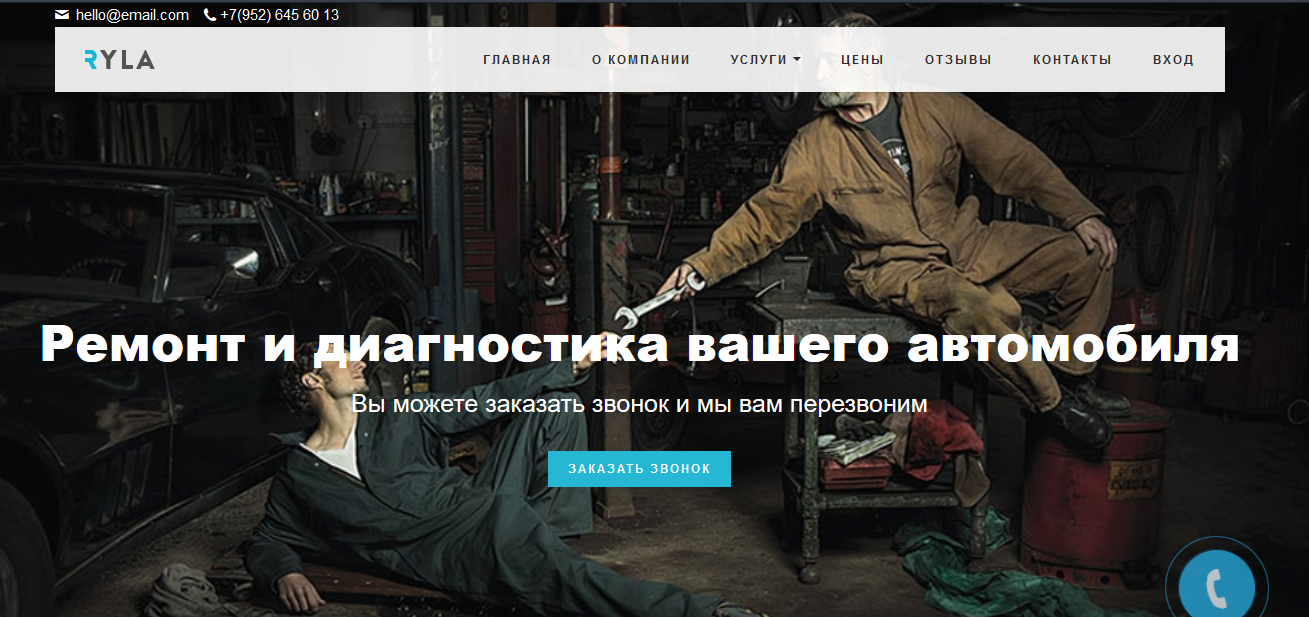 hello@email.com +7(952) 645 60 13
RYLA ГЛАВНАЯ О КОМПАНИИ УСЛУГИ ЦЕНЫ ОТЗЫВЫ КОНТАКТЫ ВХОД
Ремонт и диагностика вашего автомобиля
Вы можете заказать звонок и мы вам перезвоним
ЗАКАЗАТЬ ЗВОНОК